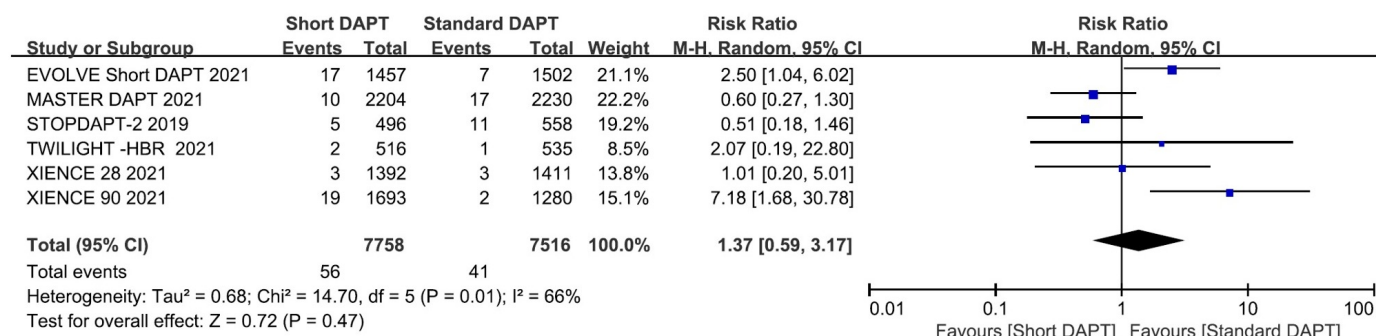 Short DAPT Standard DAPT Risk Ratio Risk Ratio
Study or Subgroup Events Total Events Total Weight M-H. Random. 95% CI M-H. Random. 95% CI
EVOLVE Short DAPT 2021 17 1457 7 1502 21.1% 2.50 [1.04, 6.02]
MASTER DAPT 2021 10 2204 17 2230 22.2% 0.60 [0.27, 1.30]
STOPDAPT-2 2019 5 496 11 558 19.2% 0.51 [0.18, 1.46]
TWILIGHT -HBR 2021 2 516 1 535 8.5% 2.07 [0.19, 22.80]
XIENCE 28 2021 3 1392 3 1411 13.8% 1.01 [0.20, 5.01]
XIENCE 90 2021 19 1693 2 1280 15.1% 7.18 [1.68, 30.78]
Total (95% CI) 7758 7516 100.0% 1.37 [0.59, 3.17]
Total events 56 41
Heterogeneity: Tau² = 0.68; Chi² = 14.70, df = 5 (P = 0.01); I² = 66%
Test for overall effect: Z = 0.72 (P = 0.47)
0.01 0.1 1 10 100
Favours [Short DAPT] Favours [Standard DAPT]